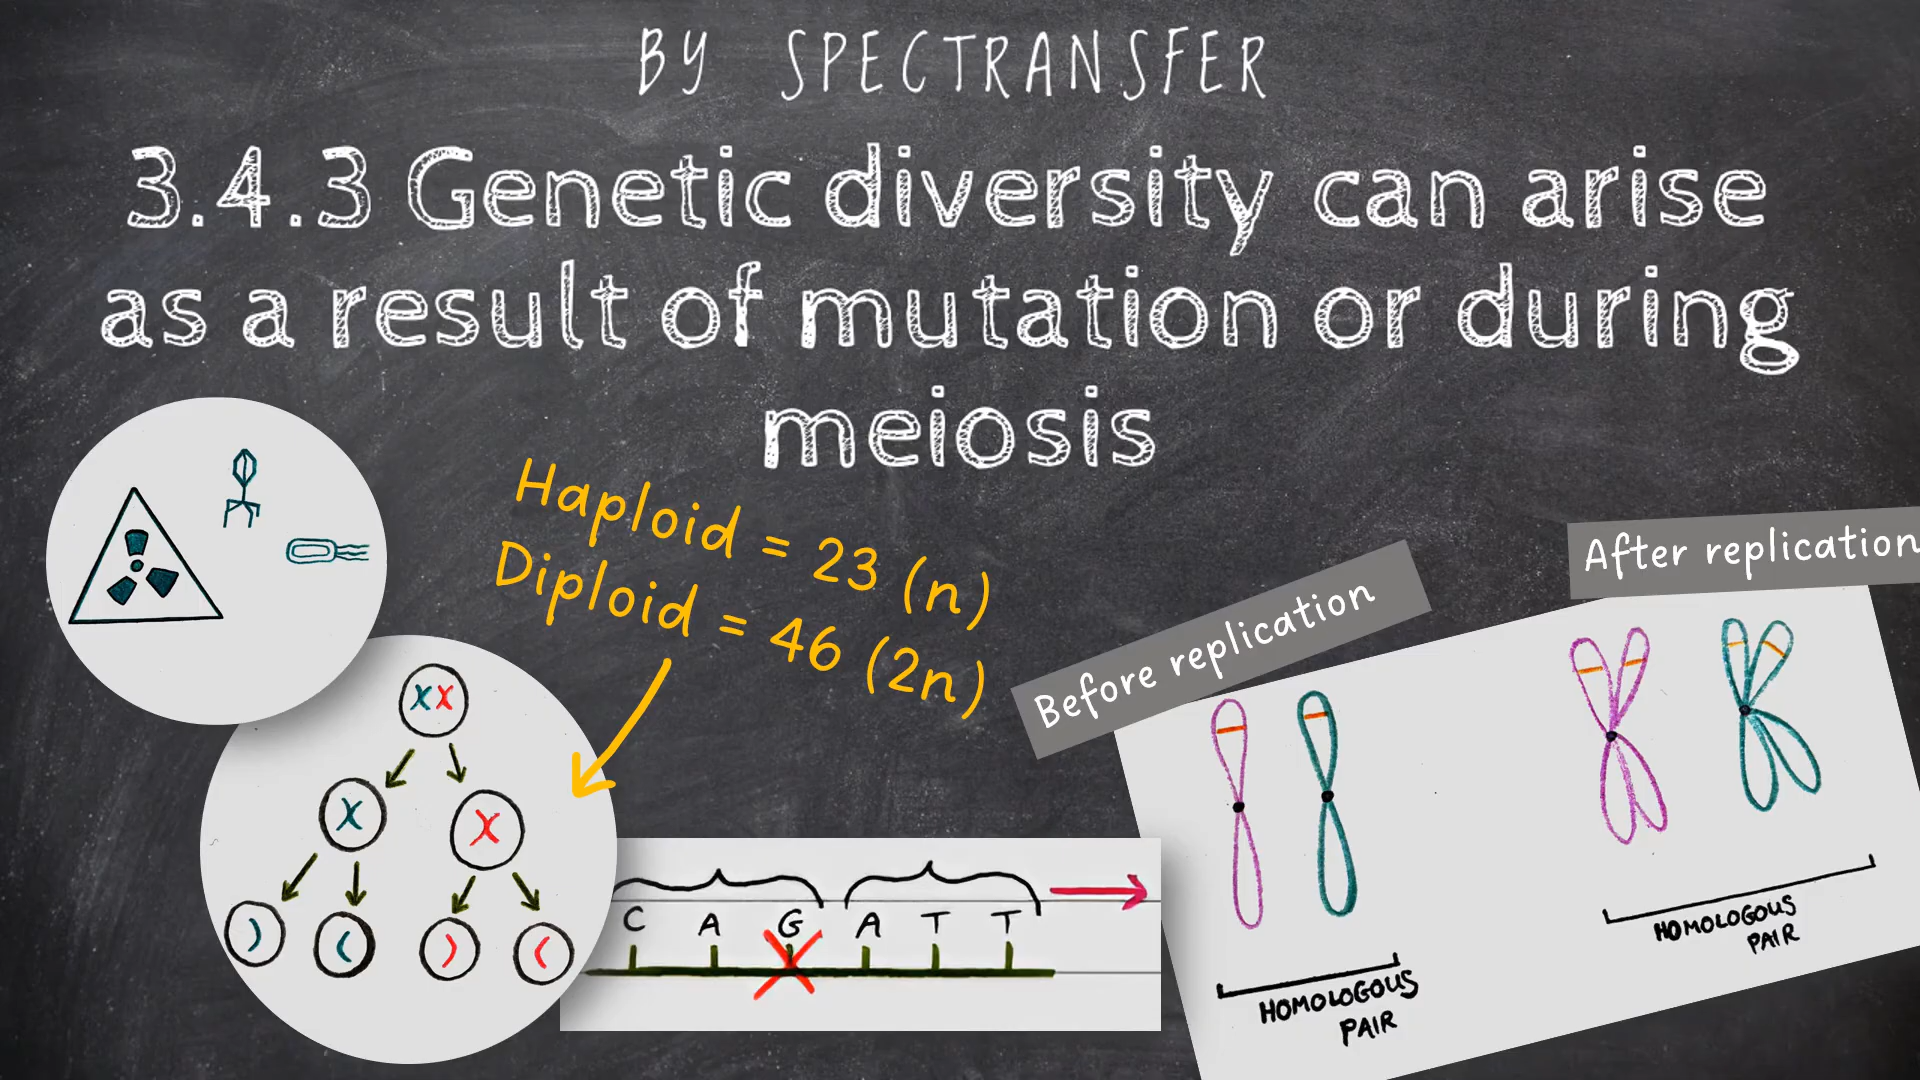 BY SPECTRANSFER
3.4.3 Genetic diversity can arise
as a result of mutation or during
meiosis
Haploid = 23 (n)
Diploid = 46 (2n)
Before replication
After replication
C A G A T T
HOMOLOGOUS
PAIR
HOMOLOGOUS
PAIR